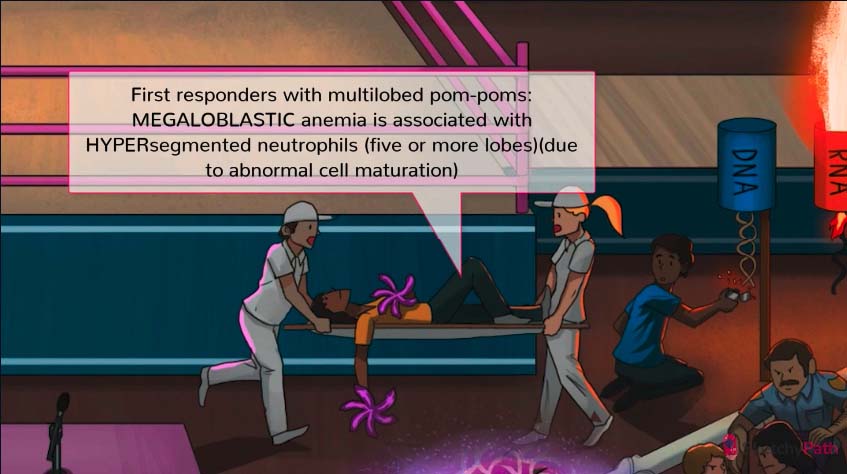 First responders with multilobed pom-poms:
MEGALOBLASTIC anemia is associated with
HYPERsegmented neutrophils (five or more lobes)(due
to abnormal cell maturation)
DNA
RNA
SketchyPath